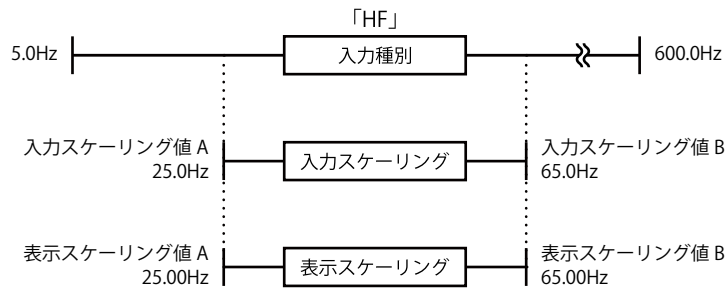 「HF」
5.0Hz
入力種別
600.0Hz
入力スケーリング値 A
25.0Hz
入力スケーリング
入力スケーリング値 B
65.0Hz
表示スケーリング値 A
25.00Hz
表示スケーリング
表示スケーリング値 B
65.00Hz